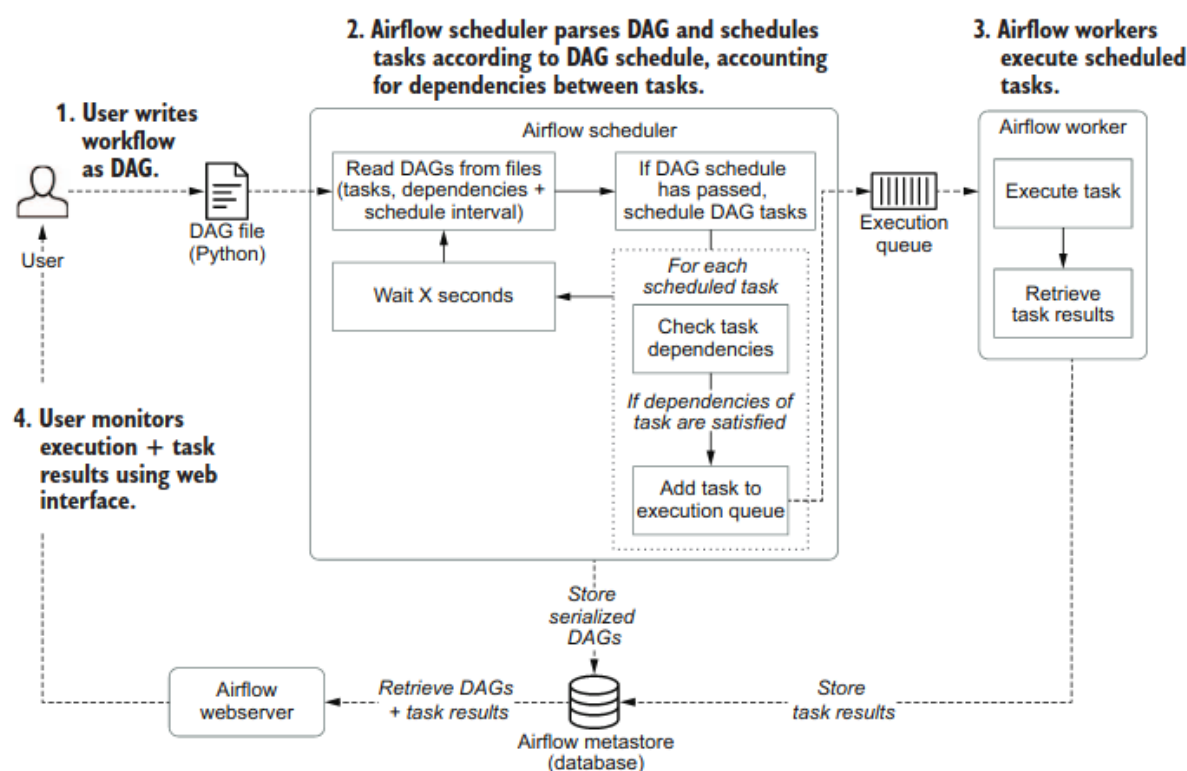 2. Airflow scheduler parses DAG and schedules
tasks according to DAG schedule, accounting
for dependencies between tasks.
3. Airflow workers
execute scheduled
tasks.
1. User writes
workflow
as DAG.
User
DAG file
(Python)
Airflow scheduler
Read DAGs from files
(tasks, dependencies +
schedule interval)
If DAG schedule
has passed,
schedule DAG tasks
Wait X seconds
For each
scheduled task
Check task
dependencies
If dependencies of
task are satisfied
Add task to
execution queue
Execution
queue
Airflow worker
Execute task
Retrieve
task results
4. User monitors
execution + task
results using web
interface.
Store
serialized
DAGs
Airflow
webserver
Retrieve DAGs
+ task results
Airflow metastore
(database)
Store
task results